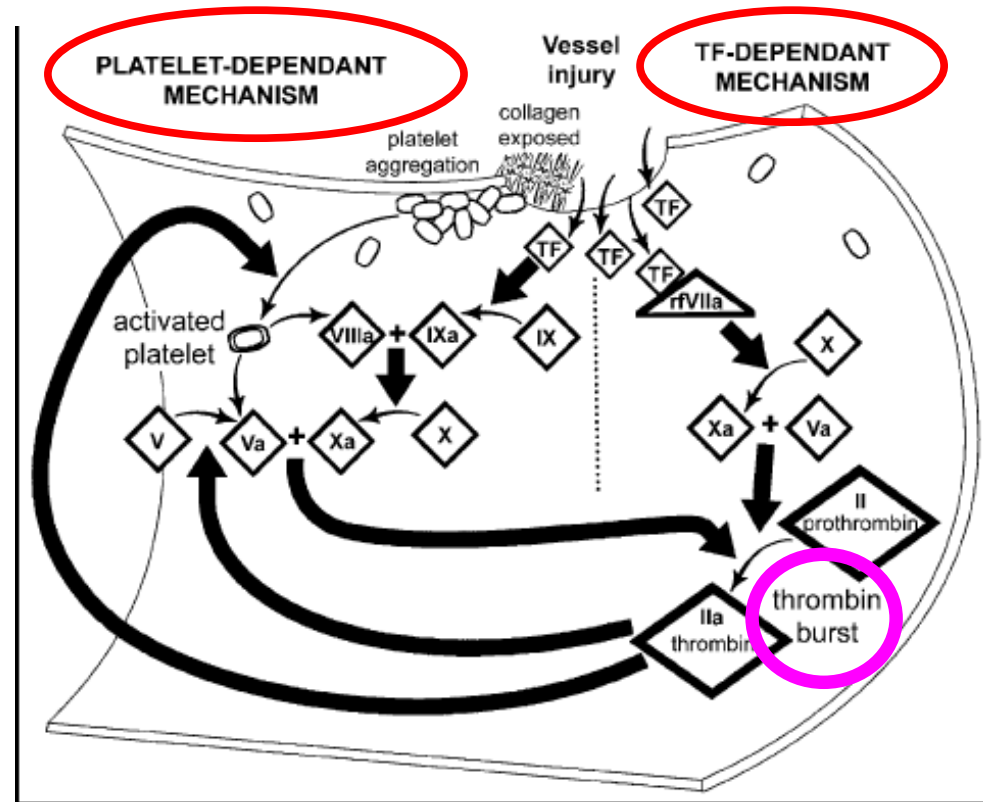 PLATELET-DEPENDANT
MECHANISM
Vessel
injury
TF-DEPENDANT
MECHANISM
collagen
exposed
platelet
aggregation
TF
TF
TF
TF
rfVIIa
activated
platelet
VIIIa
+
IXa
IX
X
V
Va
+
Xa
X
Xa
+
Va
II
prothrombin
thrombin
burst
IIa
thrombin